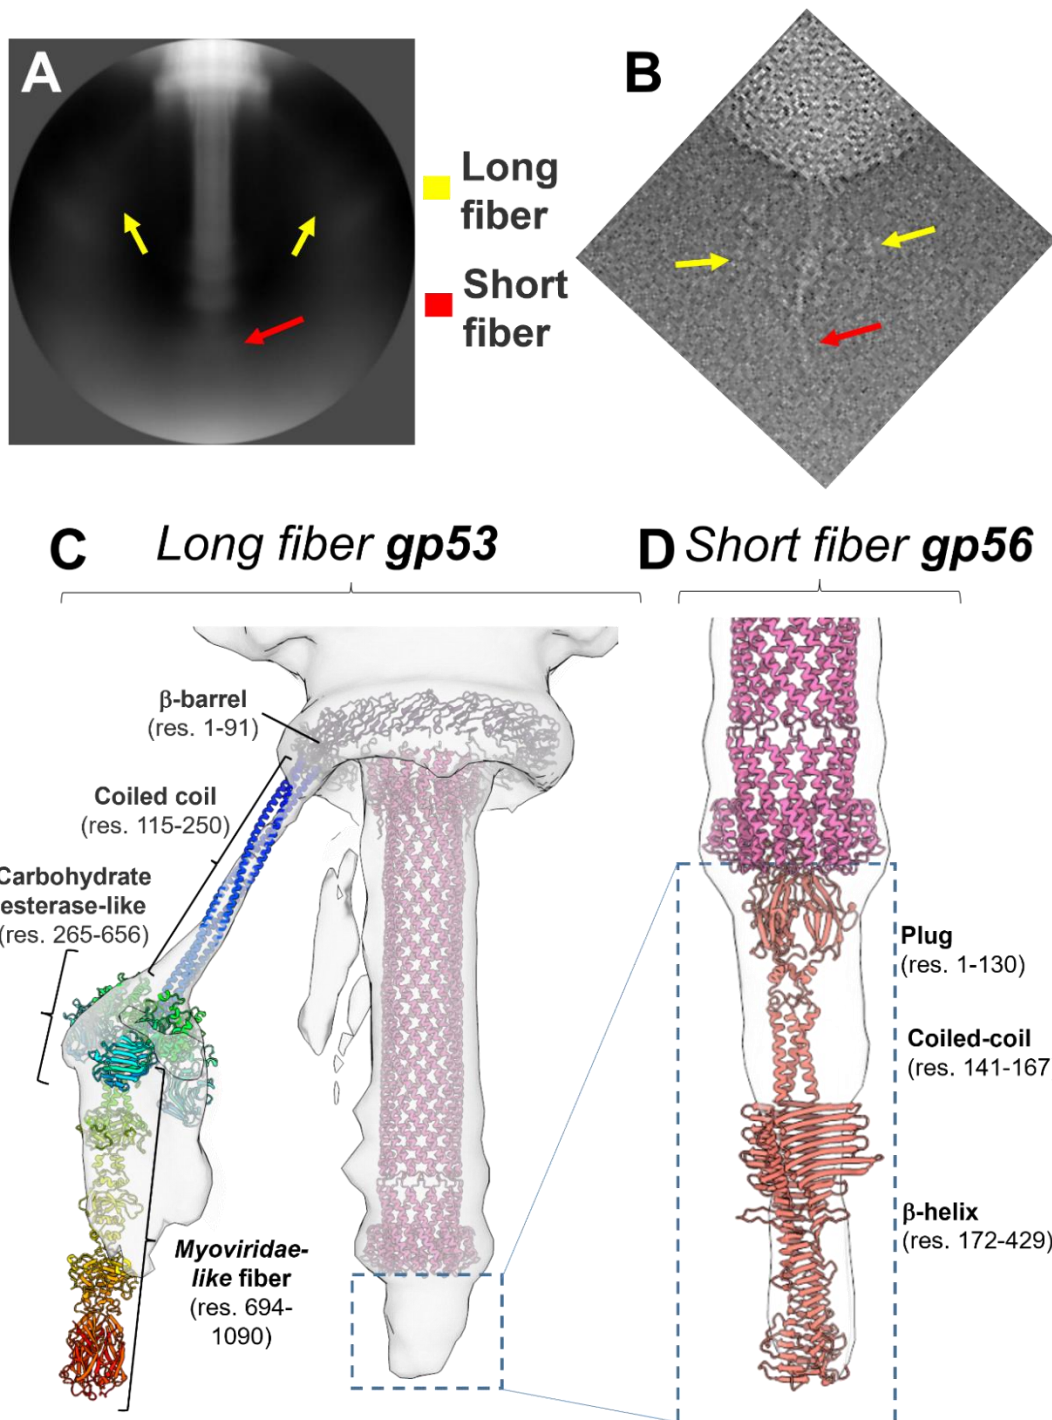 A
B
Long
fiber
Short
fiber
C
Long fiber gp53
D Short fiber gp56
β-barrel
(res. 1-91)
Coiled coil
(res. 115-250)
Carbohydrate
esterase-like
(res. 265-656)
Myoviridae-
like fiber
(res. 694-
1090)
Plug
(res. 1-130)
Coiled-coil
(res. 141-167
β-helix
(res. 172-429)